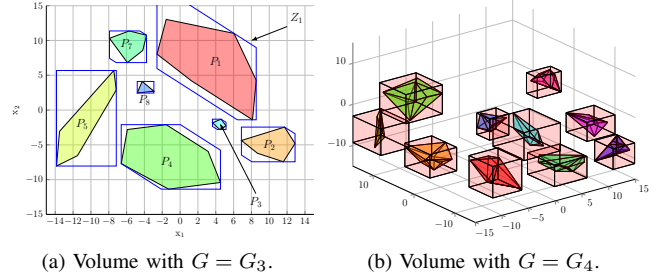 15
10
5
0
−5
−10
−15
x₂
−14 −12 −10 −8 −6 −4 −2 0 2 4 6 8 10 12 14
x₁
Z₁
P₇
P₁
P₈
P₅
P₂
P₄
P₃
(a) Volume with G = G₃.
10
0
−10
10
0
−10
−15
−10
−5
0
5
10
15
(b) Volume with G = G₄.